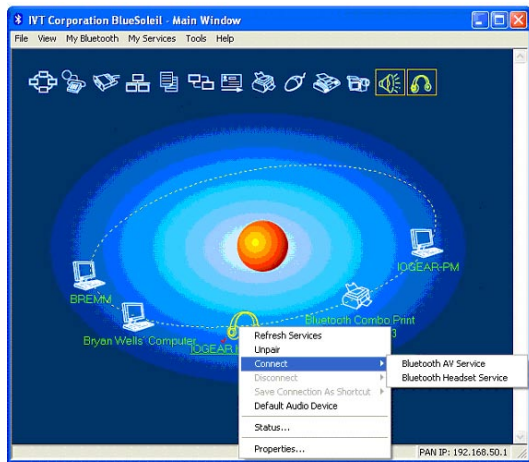 IVT Corporation BlueSoleil - Main Window
File View My Bluetooth My Services Tools Help
IOGEAR-PM
BREMM
Bluetooth Combo Print
Bryan Wells' Computer
3
IOGEAR
Refresh Services
Unpair
Connect
Bluetooth AV Service
Disconnect
Bluetooth Headset Service
Save Connection As Shortcut
Default Audio Device
Status...
Properties...
PAN IP: 192.168.50.1